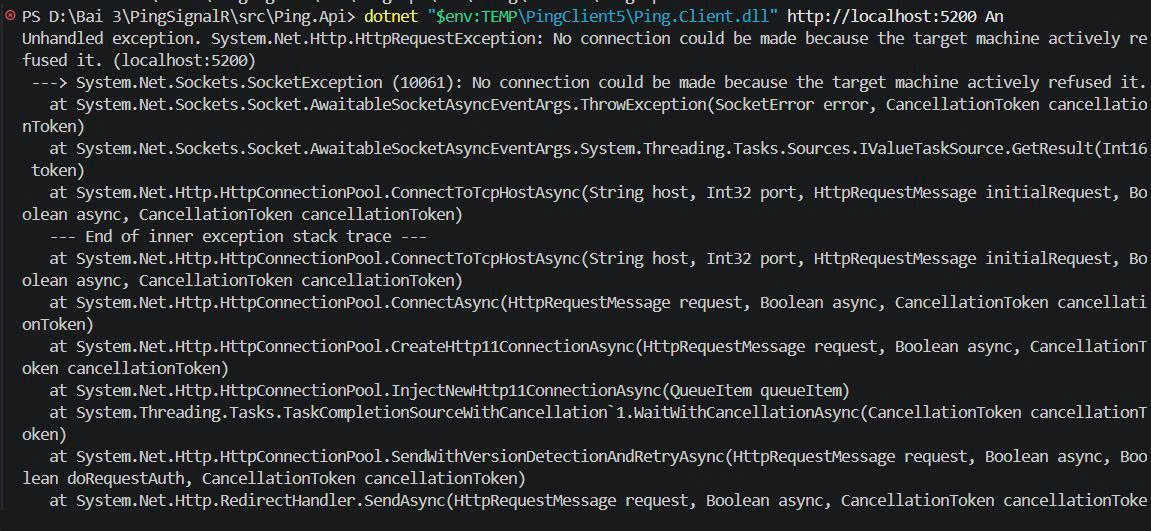 PS D:\Bai 3\PingSignalR\src\Ping.Api> dotnet "$env:TEMP\PingClient5\Ping.Client.dll" http://localhost:5200 An
Unhandled exception. System.Net.Http.HttpRequestException: No connection could be made because the target machine actively re
fused it. (localhost:5200)
 ---> System.Net.Sockets.SocketException (10061): No connection could be made because the target machine actively refused it.
   at System.Net.Sockets.Socket.AwaitableSocketAsyncEventArgs.ThrowException(SocketError error, CancellationToken cancellatio
nToken)
   at System.Net.Sockets.Socket.AwaitableSocketAsyncEventArgs.System.Threading.Tasks.Sources.IValueTaskSource.GetResult(Int16
 token)
   at System.Net.Http.HttpConnectionPool.ConnectToTcpHostAsync(String host, Int32 port, HttpRequestMessage initialRequest, Bo
olean async, CancellationToken cancellationToken)
   --- End of inner exception stack trace ---
   at System.Net.Http.HttpConnectionPool.ConnectToTcpHostAsync(String host, Int32 port, HttpRequestMessage initialRequest, Bo
olean async, CancellationToken cancellationToken)
   at System.Net.Http.HttpConnectionPool.ConnectAsync(HttpRequestMessage request, Boolean async, CancellationToken cancellati
onToken)
   at System.Net.Http.HttpConnectionPool.CreateHttp11ConnectionAsync(HttpRequestMessage request, Boolean async, CancellationT
oken cancellationToken)
   at System.Net.Http.HttpConnectionPool.InjectNewHttp11ConnectionAsync(QueueItem queueItem)
   at System.Threading.Tasks.TaskCompletionSourceWithCancellation`1.WaitWithCancellationAsync(CancellationToken cancellationT
oken)
   at System.Net.Http.HttpConnectionPool.SendWithVersionDetectionAndRetryAsync(HttpRequestMessage request, Boolean async, Boo
lean doRequestAuth, CancellationToken cancellationToken)
   at System.Net.Http.RedirectHandler.SendAsync(HttpRequestMessage request, Boolean async, CancellationToken cancellationToke